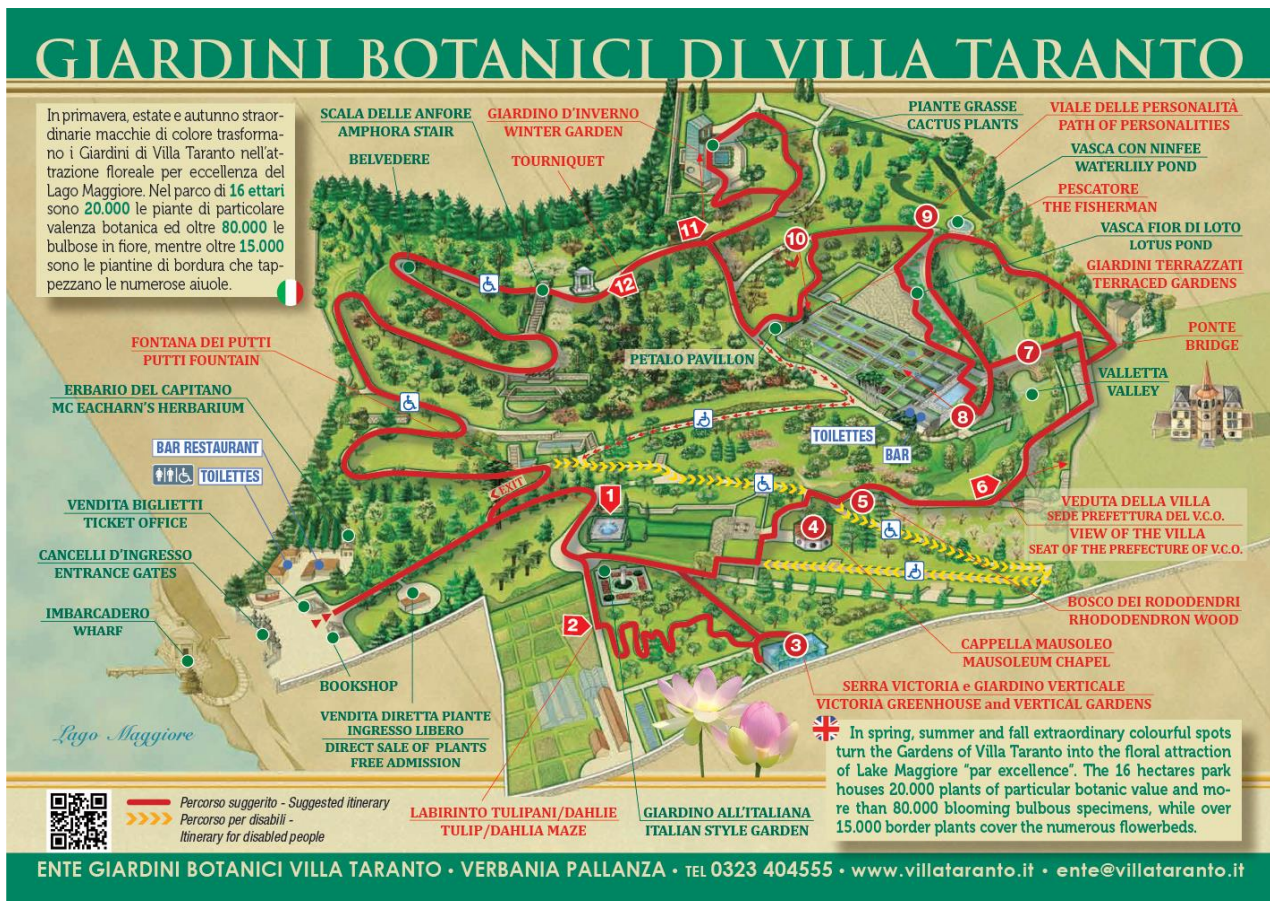 GIARDINI BOTANICI DI VILLA TARANTO
In primavera, estate e autunno straor-
dinarie macchie di colore trasforma-
no i Giardini di Villa Taranto nell'at-
trazione floreale per eccellenza del
Lago Maggiore. Nel parco di 16 ettari
sono 20.000 le piante di particolare
valenza botanica ed oltre 80.000 le
bulbose in fiore, mentre oltre 15.000
sono le piantine di bordura che tap-
pezzano le numerose aiuole.
SCALA DELLE ANFORE
AMPHORA STAIR
BELVEDERE
GIARDINO D'INVERNO
WINTER GARDEN
TOURNIQUET
PIANTE GRASSE
CACTUS PLANTS
VIALE DELLE PERSONALITÀ
PATH OF PERSONALITIES
VASCA CON NINFEE
WATERLILY POND
PESCATORE
THE FISHERMAN
VASCA FIOR DI LOTO
LOTUS POND
GIARDINI TERRAZZATI
TERRACED GARDENS
PONTE
BRIDGE
VALLETTA
VALLEY
11
10
9
12
7
8
PETALO PAVILLON
TOILETTES
BAR
FONTANA DEI PUTTI
PUTTI FOUNTAIN
ERBARIO DEL CAPITANO
MC EACHARN'S HERBARIUM
BAR RESTAURANT
TOILETTES
VENDITA BIGLIETTI
TICKET OFFICE
CANCELLI D'INGRESSO
ENTRANCE GATES
IMBARCADERO
WHARF
EXIT
1
5
6
4
2
3
VEDUTA DELLA VILLA
SEDE PREFETTURA DEL V.C.O.
VIEW OF THE VILLA
SEAT OF THE PREFECTURE OF V.C.O.
BOSCO DEI RODODENDRI
RHODODENDRON WOOD
CAPPELLA MAUSOLEO
MAUSOLEUM CHAPEL
SERRA VICTORIA e GIARDINO VERTICALE
VICTORIA GREENHOUSE and VERTICAL GARDENS
BOOKSHOP
VENDITA DIRETTA PIANTE
INGRESSO LIBERO
DIRECT SALE OF PLANTS
FREE ADMISSION
Lago Maggiore
In spring, summer and fall extraordinary colourful spots
turn the Gardens of Villa Taranto into the floral attraction
of Lake Maggiore "par excellence". The 16 hectares park
houses 20.000 plants of particular botanic value and mo-
re than 80.000 blooming bulbous specimens, while over
15.000 border plants cover the numerous flowerbeds.
Percorso suggerito - Suggested itinerary
Percorso per disabili -
Itinerary for disabled people
LABIRINTO TULIPANI/DAHLIE
TULIP/DAHLIA MAZE
GIARDINO ALL'ITALIANA
ITALIAN STYLE GARDEN
ENTE GIARDINI BOTANICI VILLA TARANTO • VERBANIA PALLANZA • TEL 0323 404555 • www.villataranto.it • ente@villataranto.it